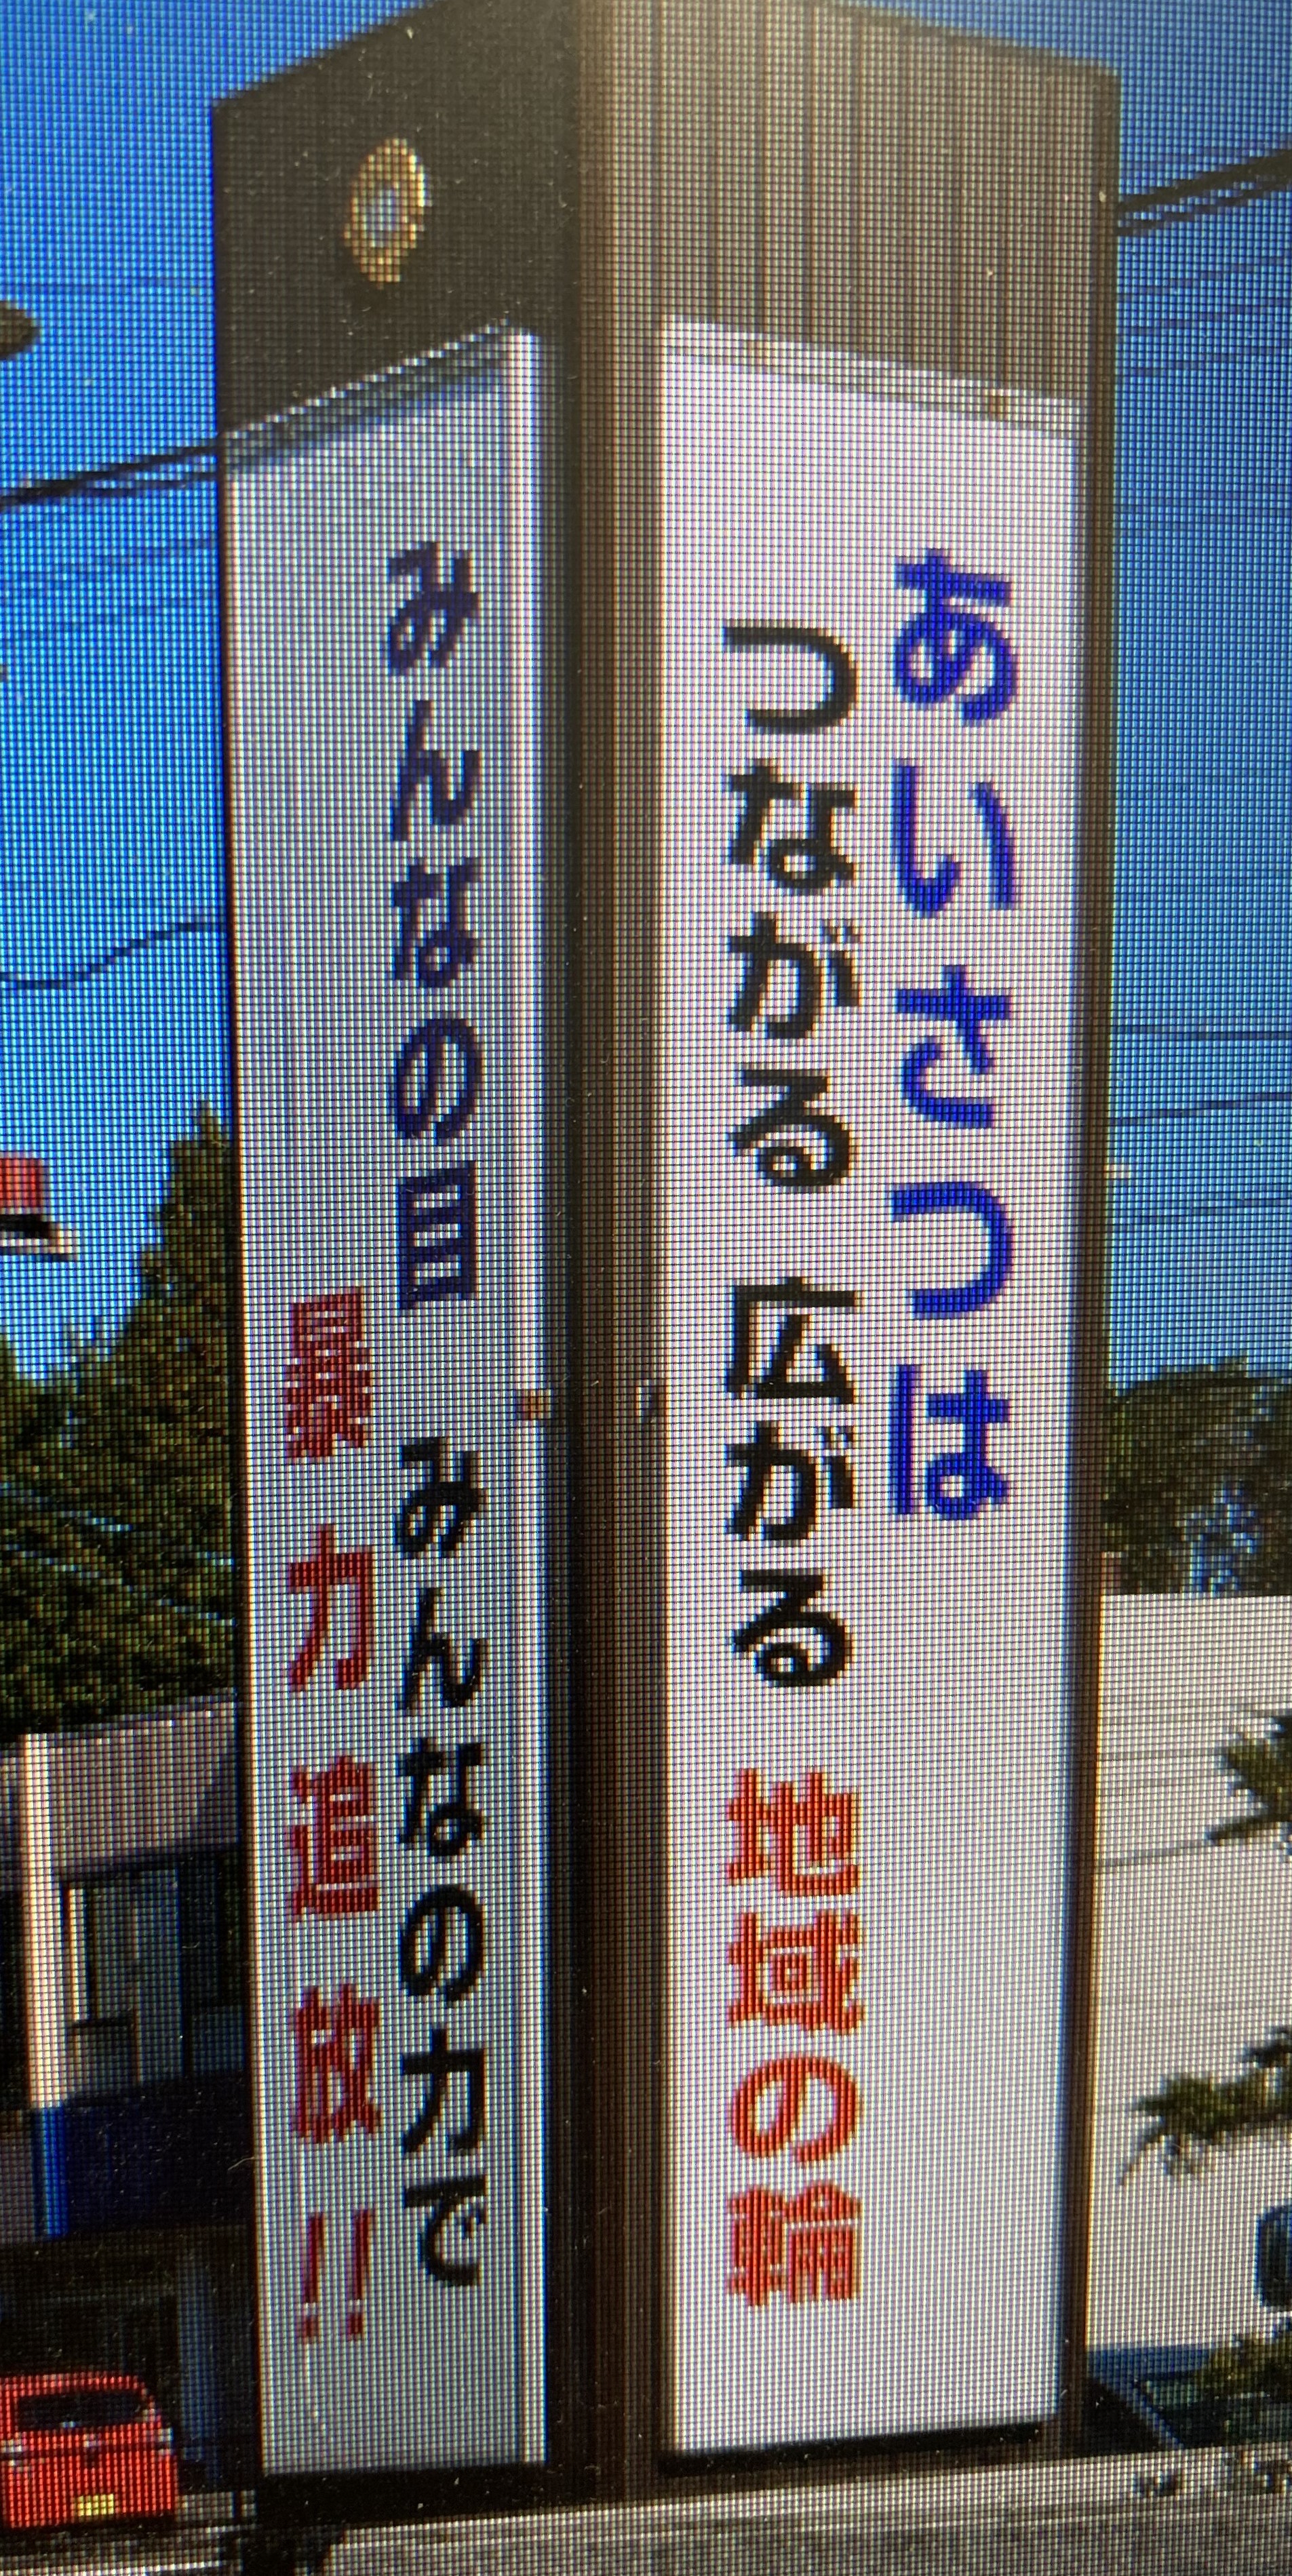 あいさつは
つながる 広がる 地域の輪
みんなの目 みんなの力で
暴力追放!!